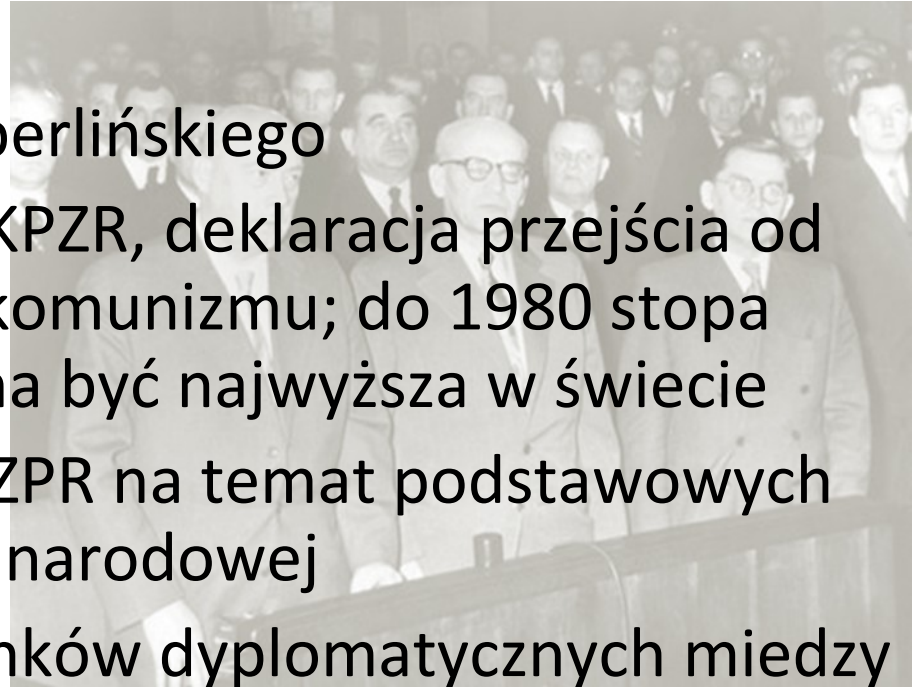 berlińskiego
KPZR, deklaracja przejścia od
komunizmu; do 1980 stopa
na być najwyższa w świecie
ZPR na temat podstawowych
narodowej
nków dyplomatycznych miedzy